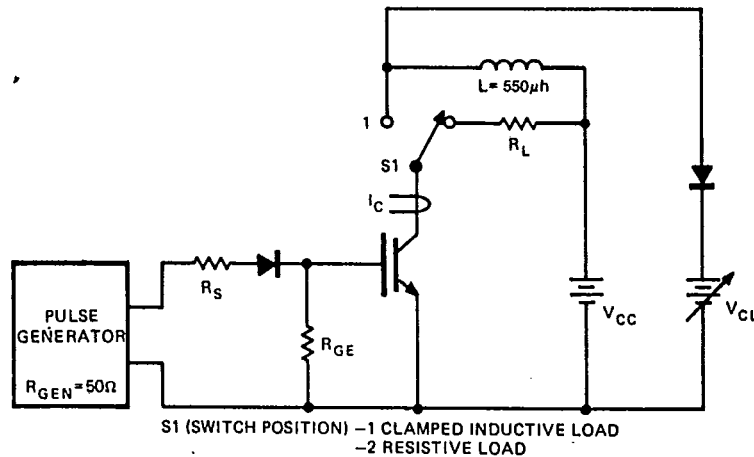 L= 550μh
1
S1
R_L
I_C
PULSE
GENERATOR
R_GEN=50Ω
R_S
R_GE
V_CC
V_CL
S1 (SWITCH POSITION) –1 CLAMPED INDUCTIVE LOAD
–2 RESISTIVE LOAD